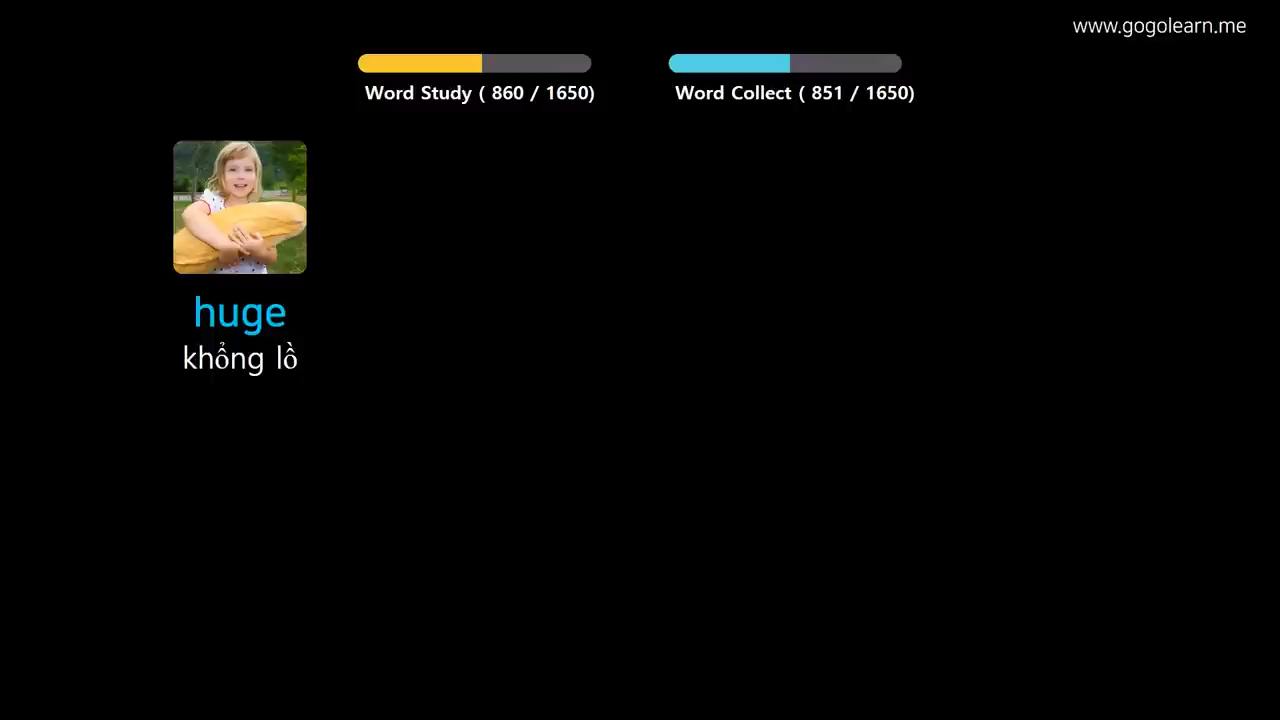 www.gogolearn.me
Word Study ( 860 / 1650)
Word Collect ( 851 / 1650)
huge
khổng lồ